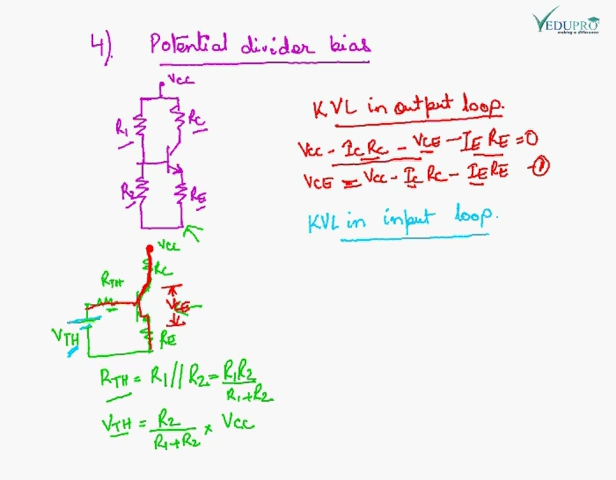 VEDUPRO
making a difference
4). Potential divider bias
VCC
R1
RC
R2
RE
KVL in output loop.
VCC - ICRC - VCE - IE RE = 0
VCE = VCC - IC RC - IE RE - ①
KVL in input loop.
VCC
RC
RTH
VCE
VTH
RE
RTH = R1 // R2 = R1R2 / R1+R2
VTH = R2 / R1+R2 × VCC